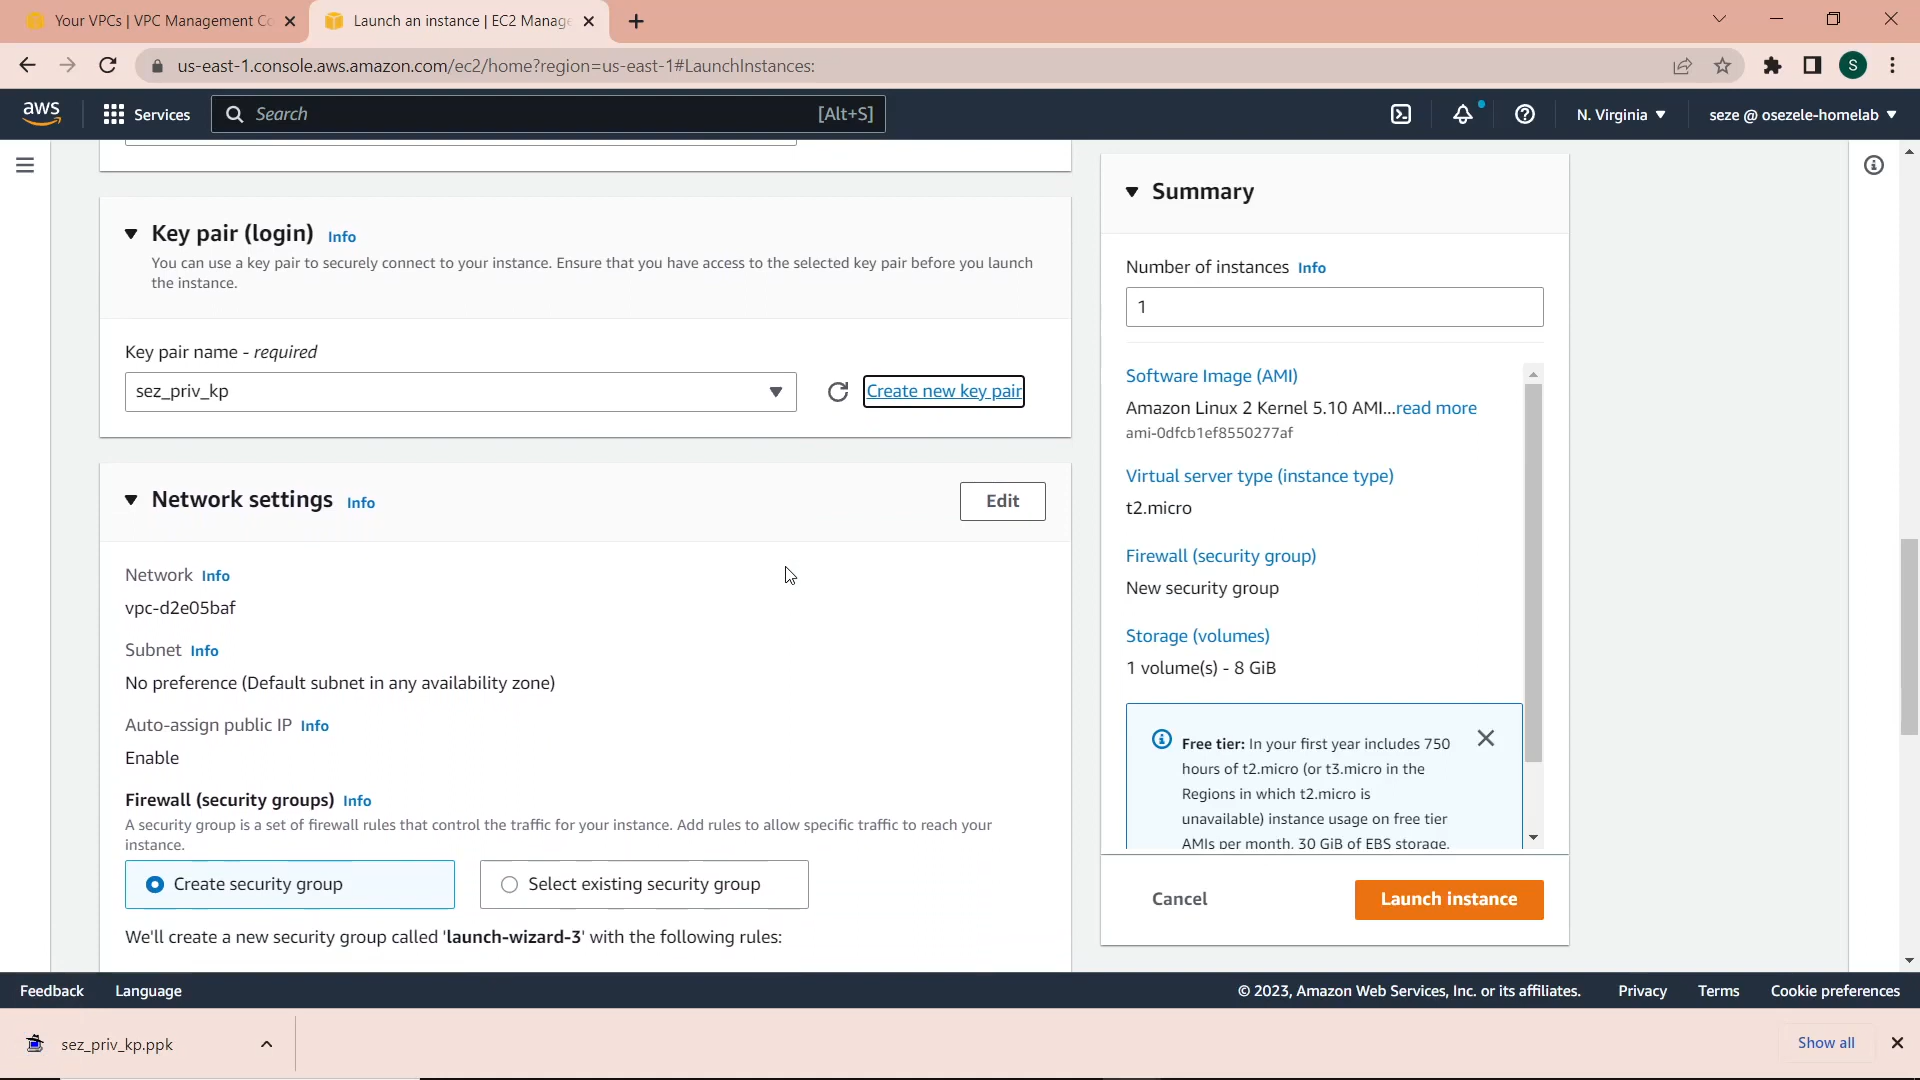 Your VPCs | VPC Management Co
Launch an instance | EC2 Manage
us-east-1.console.aws.amazon.com/ec2/home?region=us-east-1#LaunchInstances:
S
aws
Services
Search
[Alt+S]
N. Virginia
seze @ osezele-homelab
Key pair (login) Info
You can use a key pair to securely connect to your instance. Ensure that you have access to the selected key pair before you launch
the instance.
Key pair name - required
sez_priv_kp
Create new key pair
Network settings Info
Edit
Network Info
vpc-d2e05baf
Subnet Info
No preference (Default subnet in any availability zone)
Auto-assign public IP Info
Enable
Firewall (security groups) Info
A security group is a set of firewall rules that control the traffic for your instance. Add rules to allow specific traffic to reach your
instance.
Create security group
Select existing security group
We'll create a new security group called 'launch-wizard-3' with the following rules:
Summary
Number of instances Info
1
Software Image (AMI)
Amazon Linux 2 Kernel 5.10 AMI...read more
ami-0dfcb1ef8550277af
Virtual server type (instance type)
t2.micro
Firewall (security group)
New security group
Storage (volumes)
1 volume(s) - 8 GiB
Free tier: In your first year includes 750
hours of t2.micro (or t3.micro in the
Regions in which t2.micro is
unavailable) instance usage on free tier
AMIs per month, 30 GiB of EBS storage,
Cancel
Launch instance
Feedback
Language
© 2023, Amazon Web Services, Inc. or its affiliates.
Privacy
Terms
Cookie preferences
sez_priv_kp.ppk
Show all